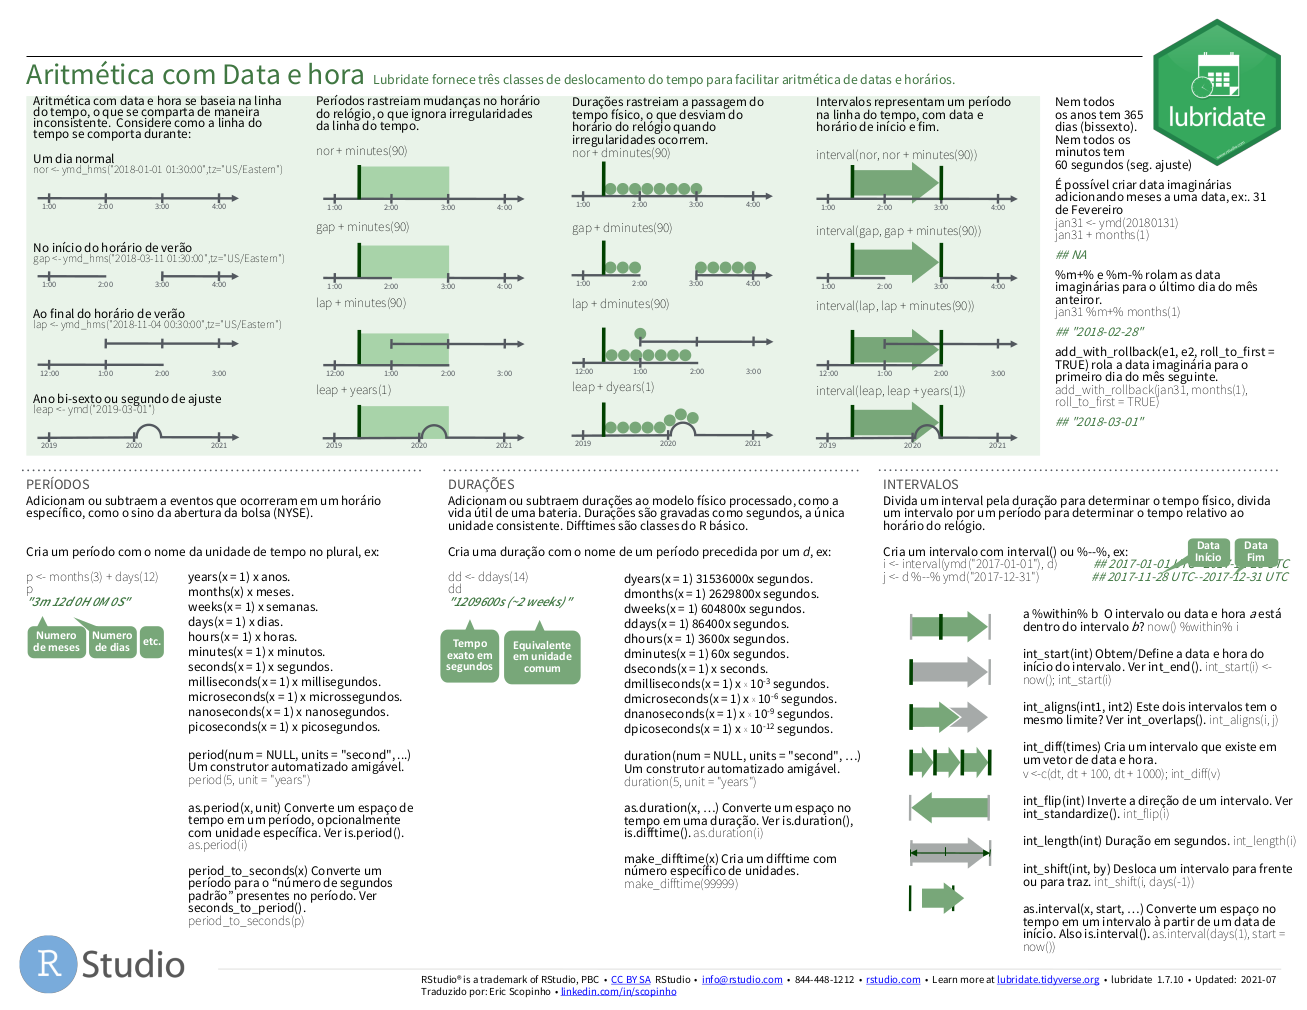 Aritmética com Data e hora Lubridate fornece três classes de deslocamento do tempo para facilitar aritmética de datas e horários.
lubridate
www.rstudio.com
Aritmética com data e hora se baseia na linha
do tempo, o que se comparta de maneira
inconsistente. Considere como a linha do
tempo se comporta durante:
Um dia normal
nor <- ymd_hms("2018-01-01 01:30:00",tz="US/Eastern")
1:00 2:00 3:00 4:00
No início do horário de verão
gap <- ymd_hms("2018-03-11 01:30:00",tz="US/Eastern")
1:00 2:00 3:00 4:00
Ao final do horário de verão
lap <- ymd_hms("2018-11-04 00:30:00",tz="US/Eastern")
12:00 1:00 2:00 3:00
Ano bi-sexto ou segundo de ajuste
leap <- ymd("2019-03-01")
2019 2020 2021
Períodos rastreiam mudanças no horário
do relógio, o que ignora irregularidades
da linha do tempo.
nor + minutes(90)
1:00 2:00 3:00 4:00
gap + minutes(90)
1:00 2:00 3:00 4:00
lap + minutes(90)
12:00 1:00 2:00 3:00
leap + years(1)
2019 2020 2021
Durações rastreiam a passagem do
tempo físico, o que desviam do
horário do relógio quando
irregularidades ocorrem.
nor + dminutes(90)
1:00 2:00 3:00 4:00
gap + dminutes(90)
1:00 2:00 3:00 4:00
lap + dminutes(90)
12:00 1:00 2:00 3:00
leap + dyears(1)
2019 2020 2021
Intervalos representam um período
na linha do tempo, com data e
horário de início e fim.
interval(nor, nor + minutes(90))
1:00 2:00 3:00 4:00
interval(gap, gap + minutes(90))
1:00 2:00 3:00 4:00
interval(lap, lap + minutes(90))
12:00 1:00 2:00 3:00
interval(leap, leap + years(1))
2019 2020 2021
Nem todos
os anos tem 365
dias (bissexto).
Nem todos os
minutos tem
60 segundos (seg. ajuste)
É possível criar data imaginárias
adicionando meses a uma data, ex:. 31
de Fevereiro
jan31 <- ymd(20180131)
jan31 + months(1)
## NA
%m+% e %m-% rolam as data
imaginárias para o último dia do mês
anteiror.
jan31 %m+% months(1)
## "2018-02-28"
add_with_rollback(e1, e2, roll_to_first =
TRUE) rola a data imaginária para o
primeiro dia do mês seguinte.
add_with_rollback(jan31, months(1),
roll_to_first = TRUE)
## "2018-03-01"
PERÍODOS
Adicionam ou subtraem a eventos que ocorreram em um horário
específico, como o sino da abertura da bolsa (NYSE).
Cria um período com o nome da unidade de tempo no plural, ex:
p <- months(3) + days(12)
p
"3m 12d 0H 0M 0S"
Numero
de meses
Numero
de dias
etc.
years(x = 1) x anos.
months(x) x meses.
weeks(x = 1) x semanas.
days(x = 1) x dias.
hours(x = 1) x horas.
minutes(x = 1) x minutos.
seconds(x = 1) x segundos.
milliseconds(x = 1) x millisegundos.
microseconds(x = 1) x microssegundos.
nanoseconds(x = 1) x nanosegundos.
picoseconds(x = 1) x picosegundos.
period(num = NULL, units = "second", ...)
Um construtor automatizado amigável.
period(5, unit = "years")
as.period(x, unit) Converte um espaço de
tempo em um período, opcionalmente
com unidade específica. Ver is.period().
as.period(i)
period_to_seconds(x) Converte um
período para o “número de segundos
padrão” presentes no período. Ver
seconds_to_period().
period_to_seconds(p)
DURAÇÕES
Adicionam ou subtraem durações ao modelo físico processado, como a
vida útil de uma bateria. Durações são gravadas como segundos, a única
unidade consistente. Difftimes são classes do R básico.
Cria uma duração com o nome de um período precedida por um d, ex:
dd <- ddays(14)
dd
"1209600s (~2 weeks)"
Tempo
exato em
segundos
Equivalente
em unidade
comum
dyears(x = 1) 31536000x segundos.
dmonths(x = 1) 2629800x segundos.
dweeks(x = 1) 604800x segundos.
ddays(x = 1) 86400x segundos.
dhours(x = 1) 3600x segundos.
dminutes(x = 1) 60x segundos.
dseconds(x = 1) x segundos.
dmilliseconds(x = 1) x x 10⁻³ segundos.
dmicroseconds(x = 1) x x 10⁻⁶ segundos.
dnanoseconds(x = 1) x x 10⁻⁹ segundos.
dpicoseconds(x = 1) x x 10⁻¹² segundos.
duration(num = NULL, units = "second", …)
Um construtor automatizado amigável.
duration(5, unit = "years")
as.duration(x, …) Converte um espaço no
tempo em uma duração. Ver is.duration(),
is.difftime(). as.duration(i)
make_difftime(x) Cria um difftime com
número específico de unidades.
make_difftime(99999)
INTERVALOS
Divida um interval pela duração para determinar o tempo físico, divida
um intervalo por um período para determinar o tempo relativo ao
horário do relógio.
Cria um intervalo com interval() ou %--%, ex:
Data
Início
Data
Fim
i <- interval(ymd("2017-01-01"), d) ## 2017-01-01 UTC--2017-11-28 UTC
j <- d %--% ymd("2017-12-31") ## 2017-11-28 UTC--2017-12-31 UTC
a %within% b O intervalo ou data e hora a está
dentro do intervalo b? now() %within% i
int_start(int) Obtem/Define a data e hora do
início do intervalo. Ver int_end(). int_start(i) <-
now(); int_start(i)
int_aligns(int1, int2) Este dois intervalos tem o
mesmo limite? Ver int_overlaps(). int_aligns(i, j)
int_diff(times) Cria um intervalo que existe em
um vetor de data e hora.
v <-c(dt, dt + 100, dt + 1000); int_diff(v)
int_flip(int) Inverte a direção de um intervalo. Ver
int_standardize(). int_flip(i)
int_length(int) Duração em segundos. int_length(i)
int_shift(int, by) Desloca um intervalo para frente
ou para traz. int_shift(i, days(-1))
as.interval(x, start, …) Converte um espaço no
tempo em um intervalo à partir de um data de
início. Also is.interval(). as.interval(days(1), start =
now())
R Studio
RStudio® is a trademark of RStudio, PBC • CC BY SA RStudio • info@rstudio.com • 844-448-1212 • rstudio.com • Learn more at lubridate.tidyverse.org • lubridate 1.7.10 • Updated: 2021-07
Traduzido por: Eric Scopinho • linkedin.com/in/scopinho